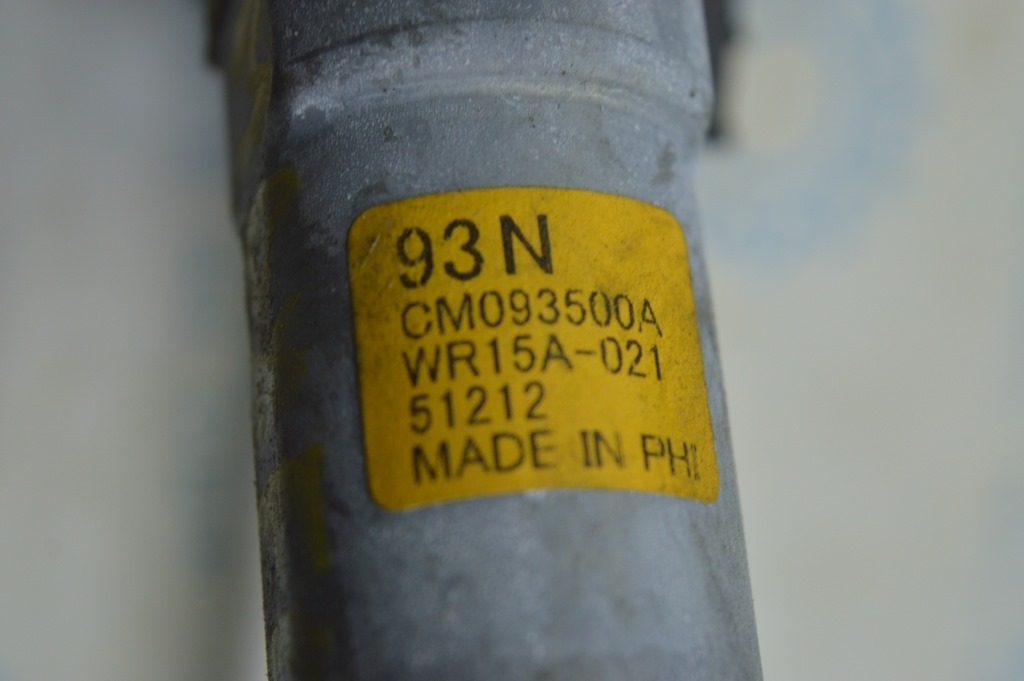 93N
CM093500A
WR15A-021
51212
MADE IN PHI